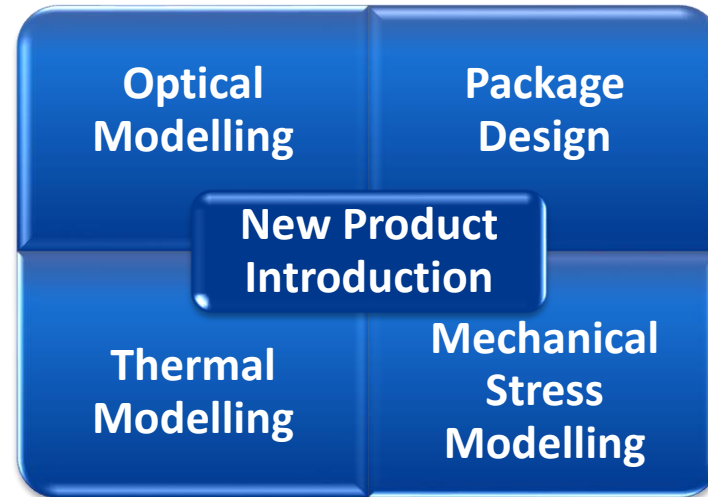 Optical
Modelling
Package
Design
New Product
Introduction
Thermal
Modelling
Mechanical
Stress
Modelling